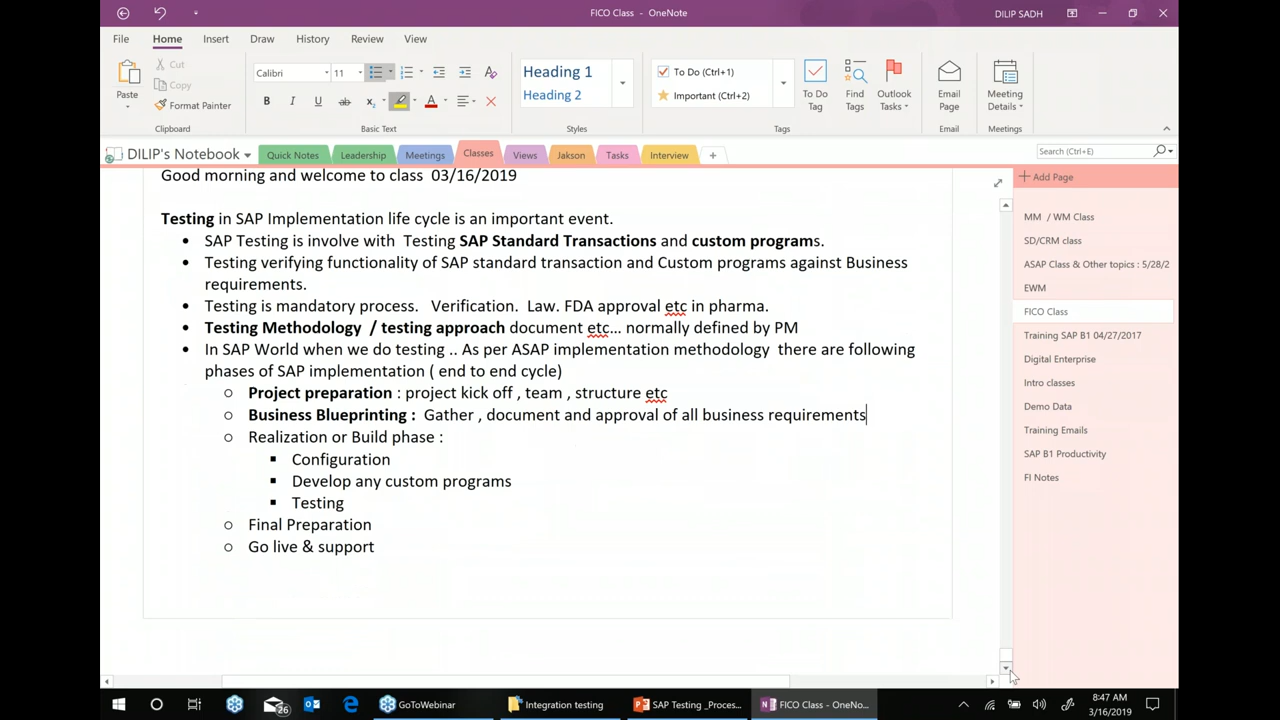 FICO Class - OneNote
DILIP SADH
File Home Insert Draw History Review View
Paste
Cut
Copy
Format Painter
Clipboard
Calibri 11
B I U ab x₂ A
Basic Text
Heading 1
Heading 2
Styles
To Do (Ctrl+1)
Important (Ctrl+2)
To Do Tag
Find Tags
Outlook Tasks
Tags
Email Page
Email
Meeting Details
Meetings
DILIP's Notebook
Quick Notes Leadership Meetings Classes Views Jakson Tasks Interview
Search (Ctrl+E)
Good morning and welcome to class 03/16/2019
Testing in SAP Implementation life cycle is an important event.
SAP Testing is involve with Testing SAP Standard Transactions and custom programs.
Testing verifying functionality of SAP standard transaction and Custom programs against Business
requirements.
Testing is mandatory process. Verification. Law. FDA approval etc in pharma.
Testing Methodology / testing approach document etc... normally defined by PM
In SAP World when we do testing .. As per ASAP implementation methodology there are following
phases of SAP implementation ( end to end cycle)
Project preparation : project kick off , team , structure etc
Business Blueprinting : Gather , document and approval of all business requirements
Realization or Build phase :
Configuration
Develop any custom programs
Testing
Final Preparation
Go live & support
Add Page
MM / WM Class
SD/CRM class
ASAP Class & Other topics : 5/28/2
EWM
FICO Class
Training SAP B1 04/27/2017
Digital Enterprise
Intro classes
Demo Data
Training Emails
SAP B1 Productivity
FI Notes
26
GoToWebinar
Integration testing
SAP Testing _Proces...
FICO Class - OneNo...
8:47 AM
3/16/2019